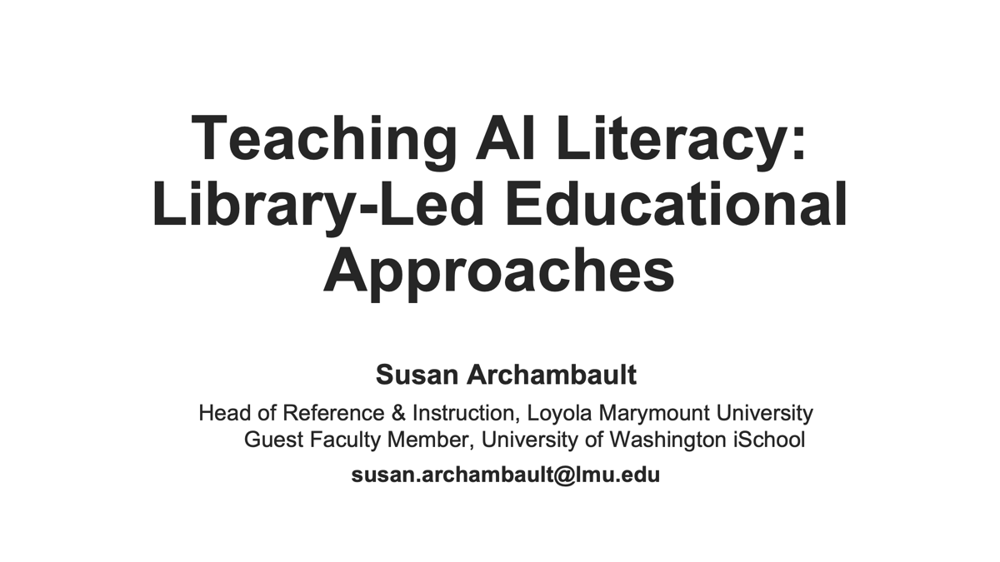 Teaching AI Literacy:
Library-Led Educational
Approaches
Susan Archambault
Head of Reference & Instruction, Loyola Marymount University
Guest Faculty Member, University of Washington iSchool
susan.archambault@lmu.edu